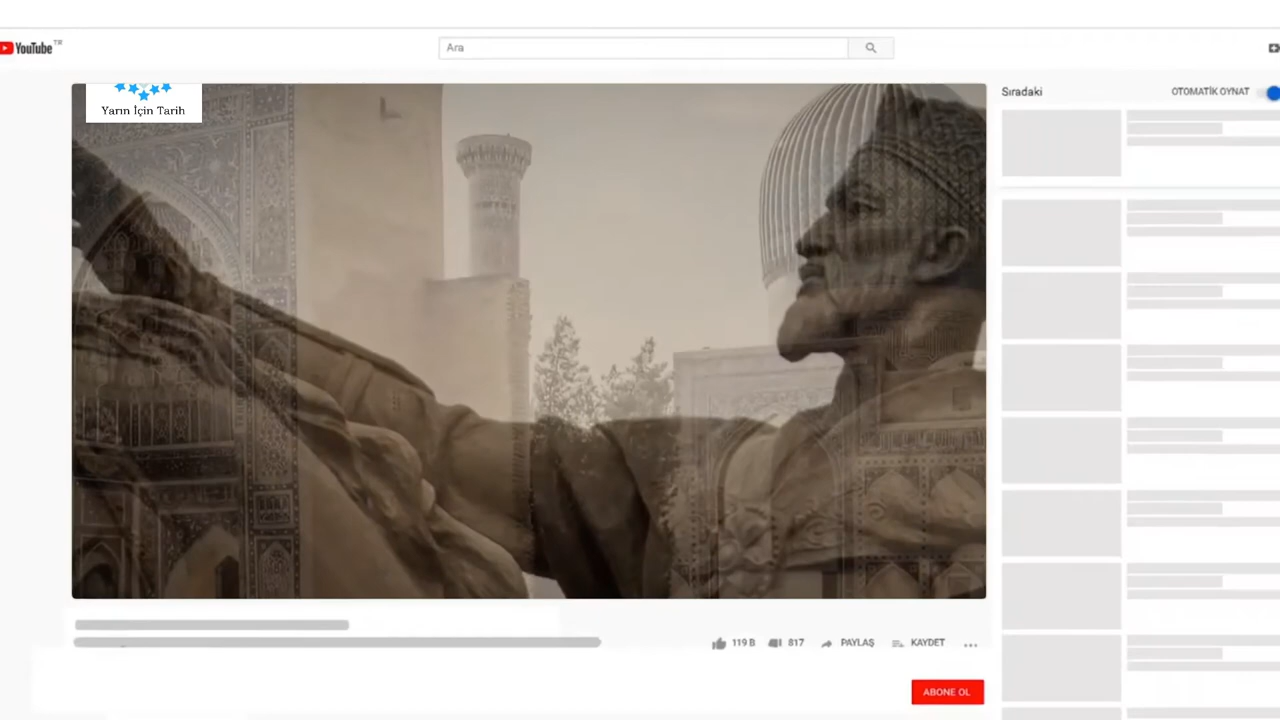 YouTube TR
Ara
Yarın İçin Tarih
Sıradaki
OTOMATİK OYNAT
119 B
817
PAYLAŞ
KAYDET
ABONE OL